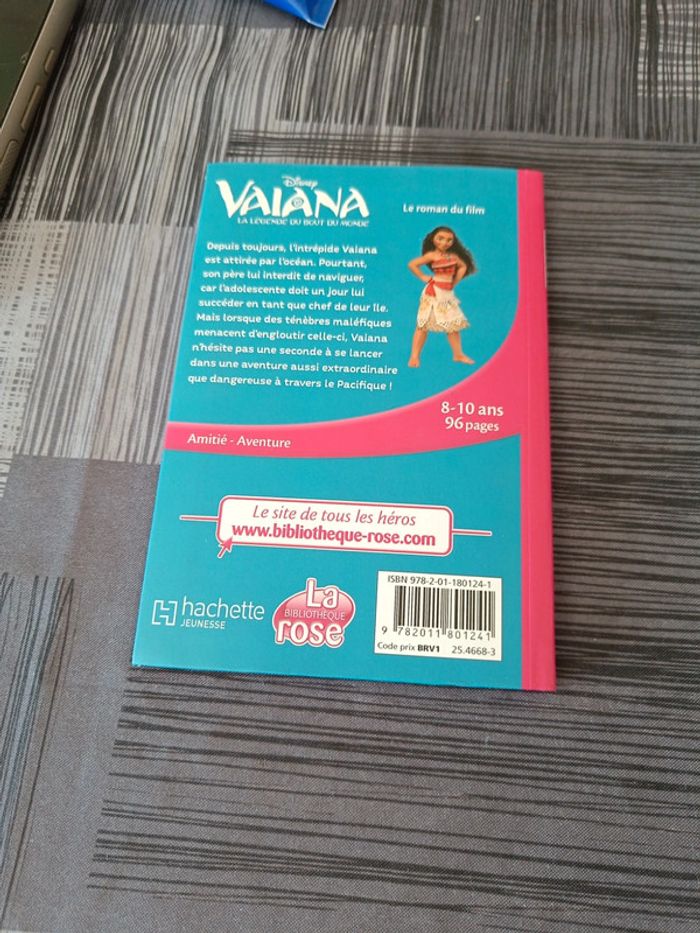 Disney
VAIANA
LA LÉGENDE DU BOUT DU MONDE
Le roman du film
Depuis toujours, l'intrépide Vaiana
est attirée par l'océan. Pourtant,
son père lui interdit de naviguer,
car l'adolescente doit un jour lui
succéder en tant que chef de leur île.
Mais lorsque des ténèbres maléfiques
menacent d'engloutir celle-ci, Vaiana
n'hésite pas une seconde à se lancer
dans une aventure aussi extraordinaire
que dangereuse à travers le Pacifique !
8-10 ans
96 pages
Amitié - Aventure
Le site de tous les héros
www.bibliotheque-rose.com
hachette
JEUNESSE
La
BIBLIOTHÈQUE
rose
ISBN 978-2-01-180124-1
9 782011 801241
Code prix BRV1 25.4668-3